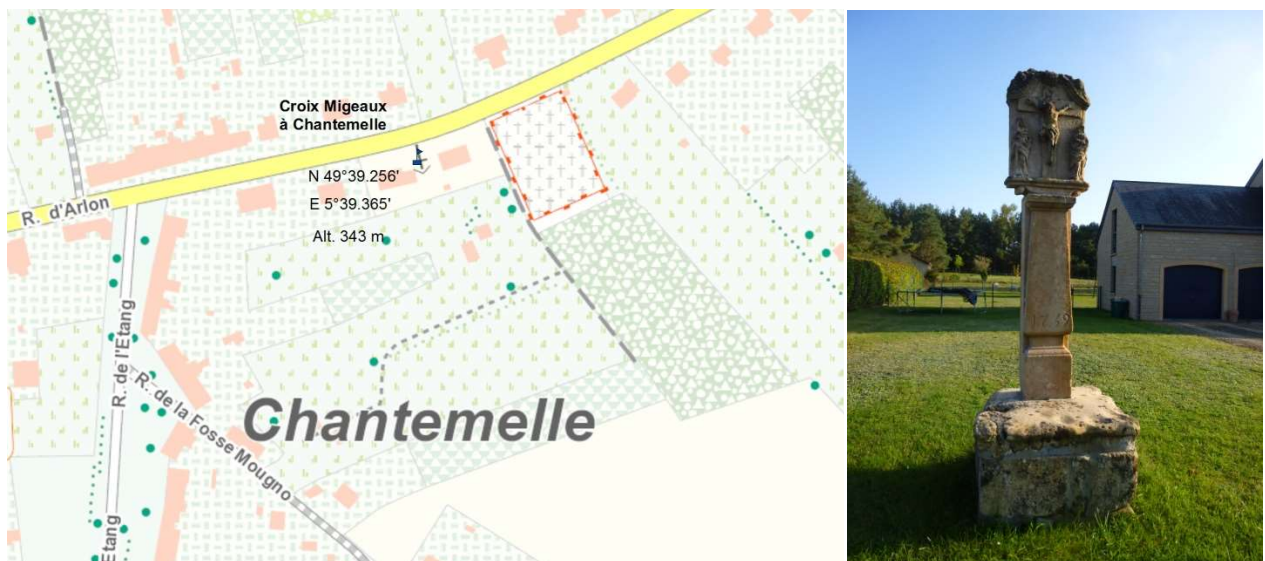 Croix Migeaux
à Chantemelle
N 49°39.256'
E 5°39.365'
Alt. 343 m
R. d'Arlon
R. de l'Etang
R. de la Fosse Mougno
Chantemelle
Etang